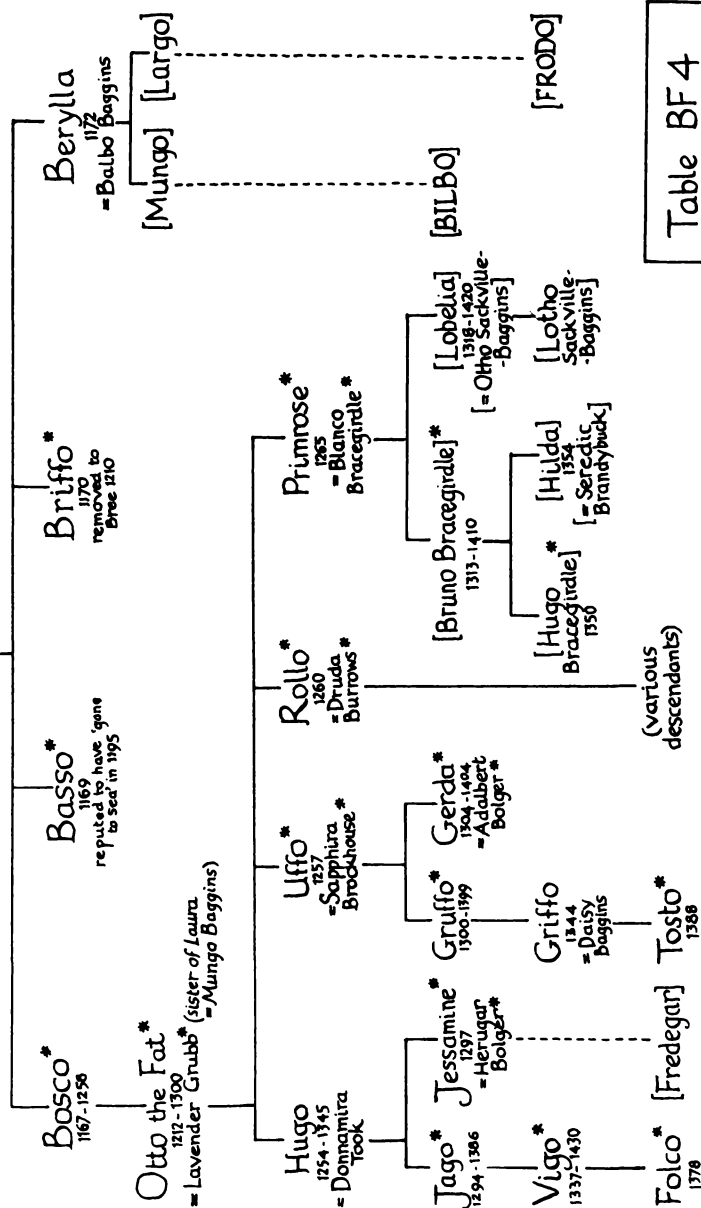 Bosco*
1167-1258
Basso*
1169
reputed to have 'gone
to sea' in 1195
Briffo*
1170
removed to
Bree 1210
Berylla
1172
= Balbo Baggins
[Mungo]
[Largo]
Otto the Fat*
1212-1300
= Lavender Grubb* (sister of Laura
= Mungo Baggins)
Hugo
1254-1345
= Donnamira
Took
Uffo*
1257
= Sapphira
Brockhouse*
Rollo*
1260
= Druda
Burrows*
Primrose*
1265
= Blanco
Bracegirdle*
Jago*
1294-1386
Jessamine*
1297
= Herugar
Bolger*
Gruffo*
1300-1399
Gerda*
1304-1404
= Adalbert
Bolger*
[Bruno Bracegirdle]*
1313-1410
[Lobelia]
1318-1420
[= Otho Sackville-
-Baggins]
[BILBO]
Vigo*
1337-1430
Griffo
1344
= Daisy
Baggins
[Hugo
Bracegirdle]*
1350
[Hilda]
1354
[= Seredic
Brandybuck]
[Lotho
Sackville-
-Baggins]
[FRODO]
Folco*
1378
[Fredegar]
Tosto*
1388
(various
descendants)
Table BF 4